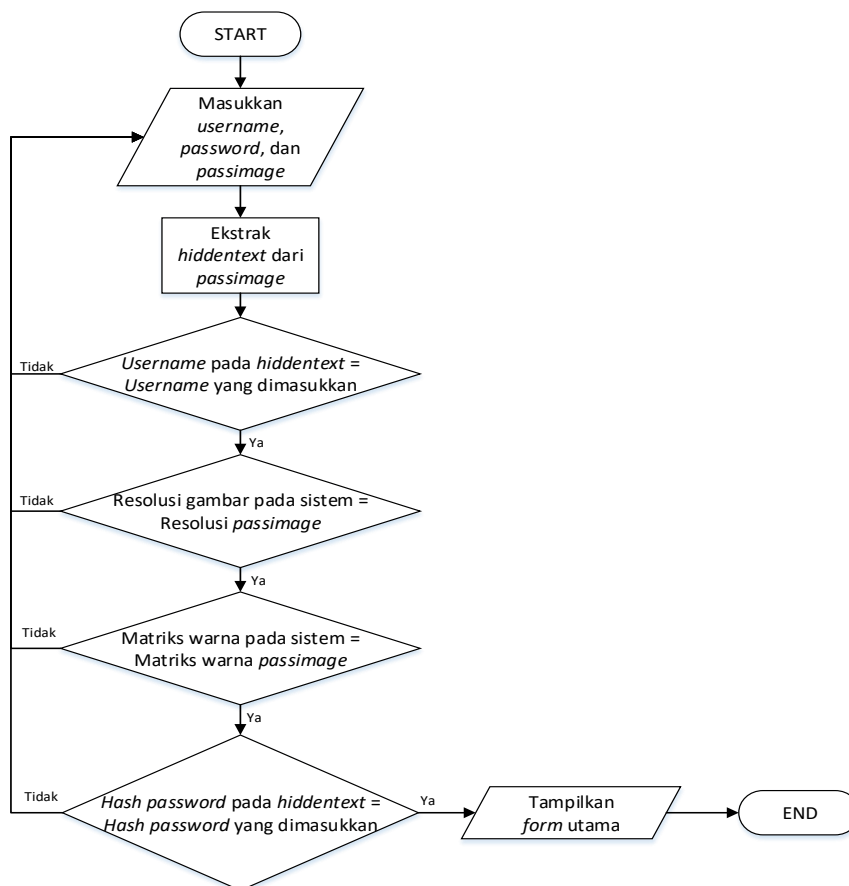 START
Masukkan
username,
password, dan
passimage
Ekstrak
hiddentext dari
passimage
Tidak
Username pada hiddentext =
Username yang dimasukkan
Ya
Tidak
Resolusi gambar pada sistem =
Resolusi passimage
Ya
Tidak
Matriks warna pada sistem =
Matriks warna passimage
Ya
Tidak
Hash password pada hiddentext =
Hash password yang dimasukkan
Ya
Tampilkan
form utama
END